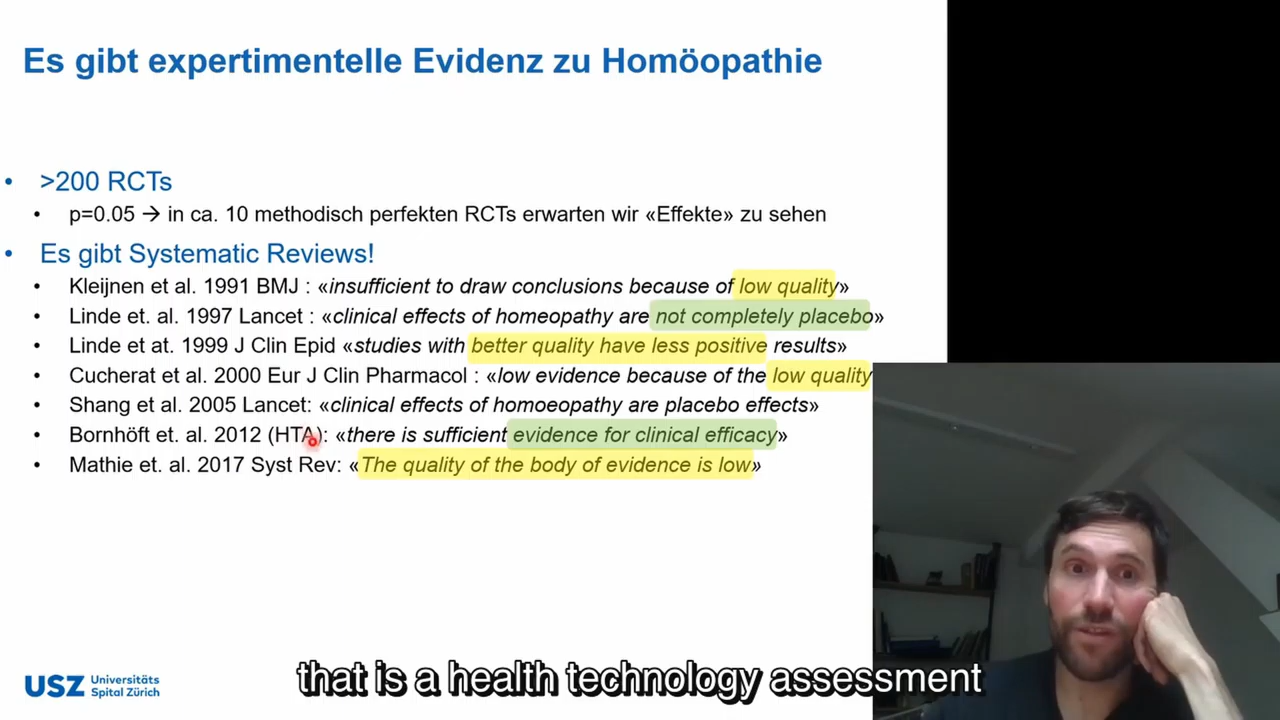 Es gibt expertimentelle Evidenz zu Homöopathie
• >200 RCTs
• p=0.05 → in ca. 10 methodisch perfekten RCTs erwarten wir «Effekte» zu sehen
• Es gibt Systematic Reviews!
• Kleijnen et al. 1991 BMJ : «insufficient to draw conclusions because of low quality»
• Linde et. al. 1997 Lancet : «clinical effects of homeopathy are not completely placebo»
• Linde et at. 1999 J Clin Epid «studies with better quality have less positive results»
• Cucherat et al. 2000 Eur J Clin Pharmacol : «low evidence because of the low quality
• Shang et al. 2005 Lancet: «clinical effects of homoeopathy are placebo effects»
• Bornhöft et. al. 2012 (HTA): «there is sufficient evidence for clinical efficacy»
• Mathie et. al. 2017 Syst Rev: «The quality of the body of evidence is low»
USZ Universitäts
Spital Zürich
that is a health technology assessment